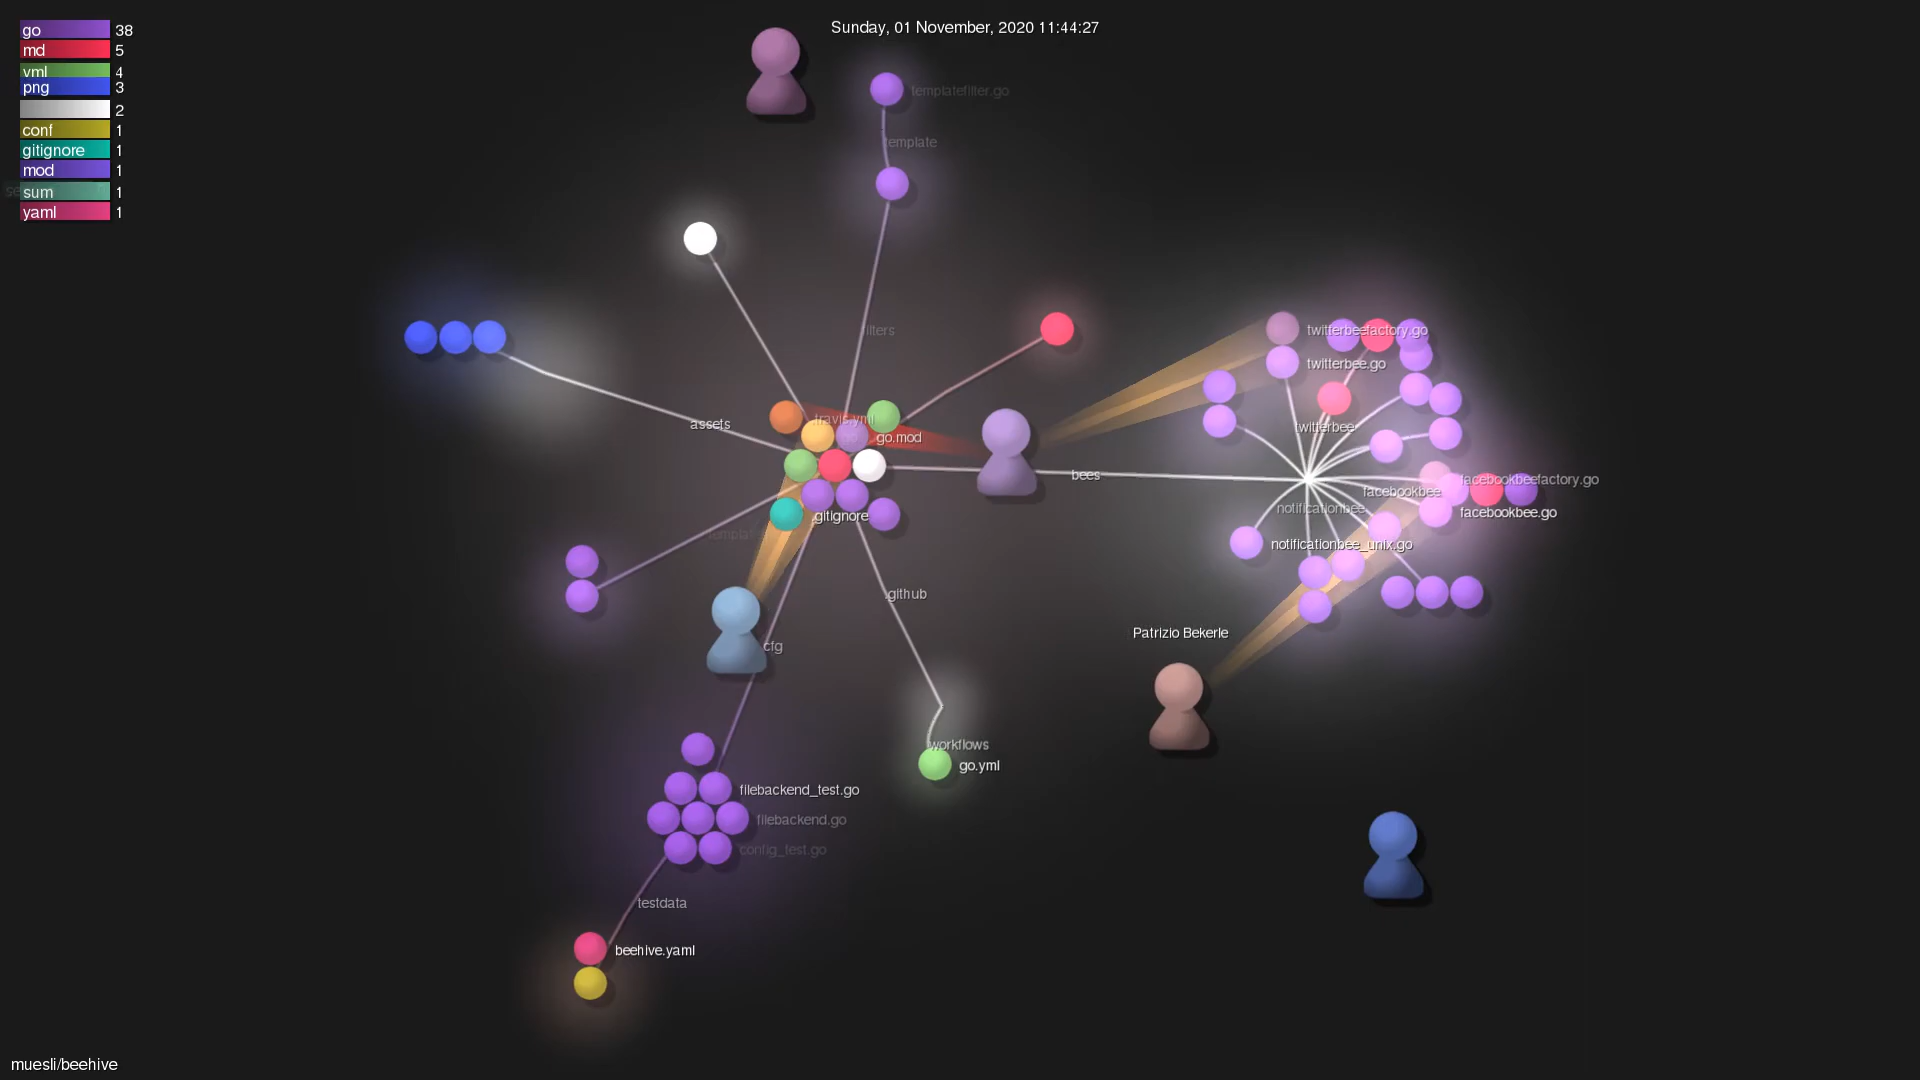 Sunday, 01 November, 2020 11:44:27
go 38
md 5
yml 4
png 3
2
conf 1
gitignore 1
mod 1
sum 1
yaml 1
templatefilter.go
template
filters
twitterbeefactory.go
twitterbee.go
travis.yml
assets
twitterbee
go.mod
bees
facebookbeefactory.go
facebookbee
notificationbee
facebookbee.go
.gitignore
notificationbee_unix.go
.github
Patrizio Bekerle
cfg
workflows
go.yml
filebackend_test.go
filebackend.go
config_test.go
testdata
beehive.yaml
muesli/beehive